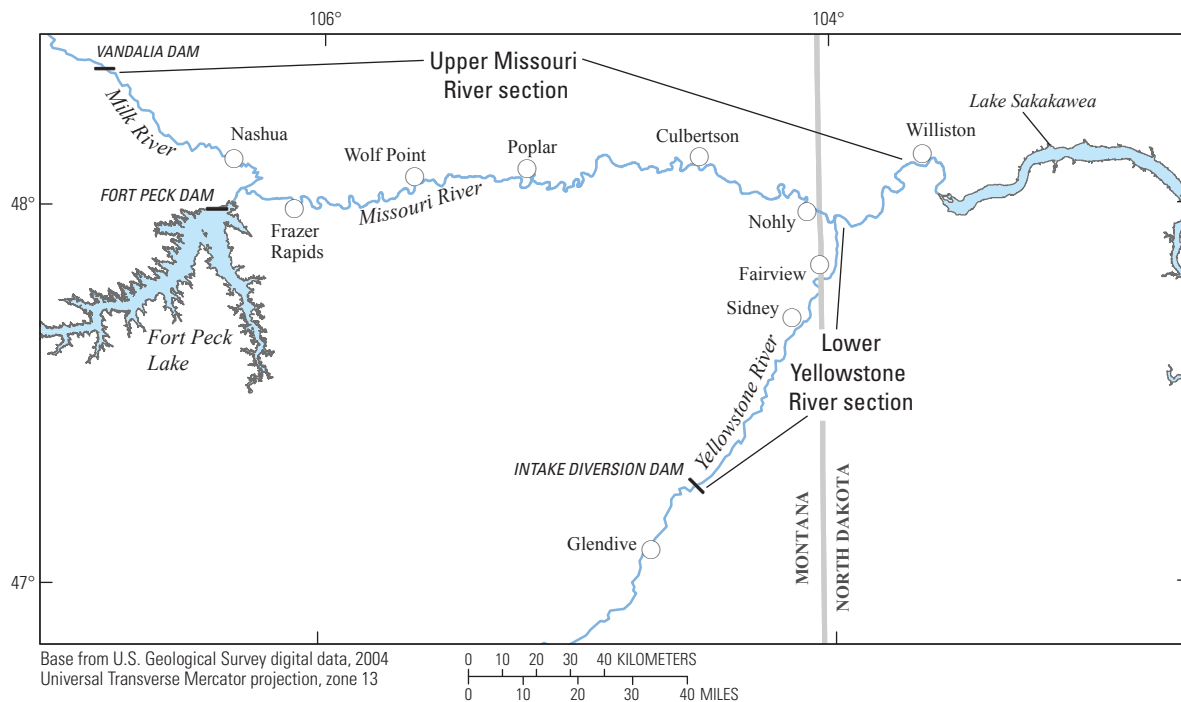 106°
104°
VANDALIA DAM
Upper Missouri
River section
Lake Sakakawea
Milk River
Nashua
Wolf Point
Poplar
Culbertson
Williston
FORT PECK DAM
48°
Missouri River
Frazer
Rapids
Nohly
Fairview
Sidney
Fort Peck
Lake
Lower
Yellowstone
River section
Yellowstone River
INTAKE DIVERSION DAM
MONTANA
NORTH DAKOTA
Glendive
47°
Base from U.S. Geological Survey digital data, 2004
Universal Transverse Mercator projection, zone 13
0 10 20 30 40 KILOMETERS
0 10 20 30 40 MILES